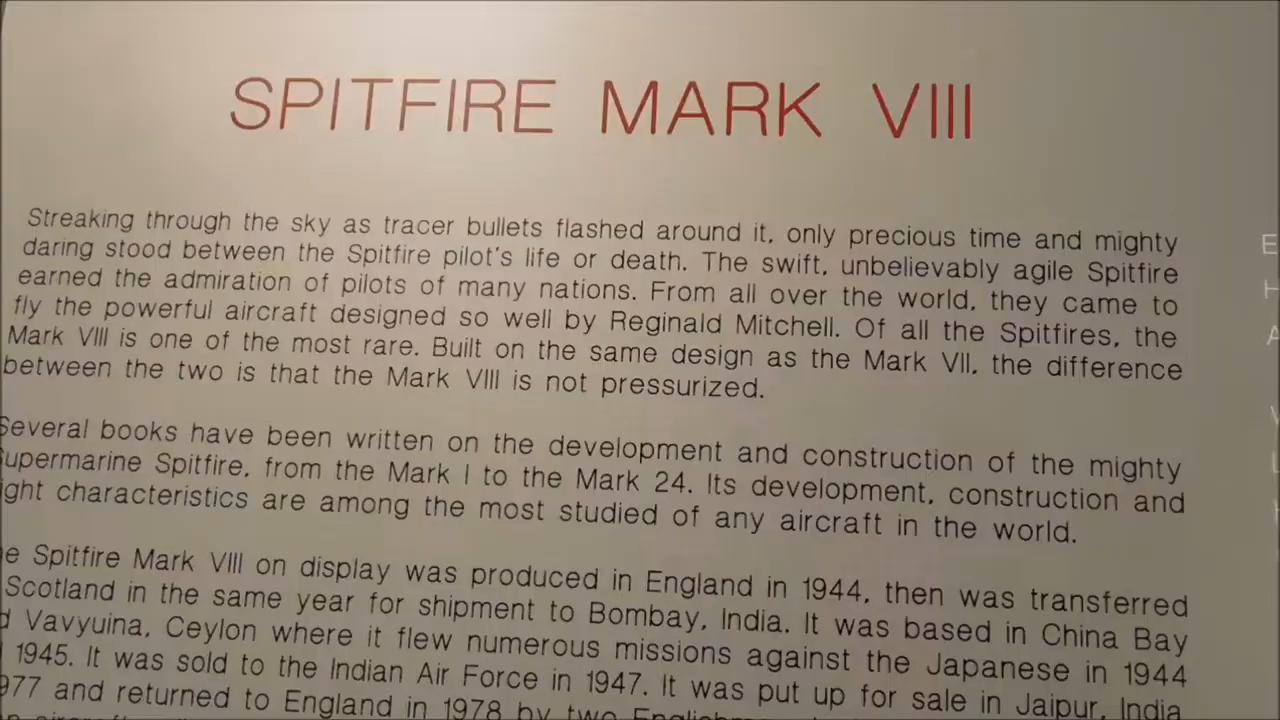 SPITFIRE MARK VIII
Streaking through the sky as tracer bullets flashed around it, only precious time and mighty
daring stood between the Spitfire pilot's life or death. The swift, unbelievably agile Spitfire
earned the admiration of pilots of many nations. From all over the world, they came to
fly the powerful aircraft designed so well by Reginald Mitchell. Of all the Spitfires, the
Mark VIII is one of the most rare. Built on the same design as the Mark VII, the difference
between the two is that the Mark VIII is not pressurized.
Several books have been written on the development and construction of the mighty
upermarine Spitfire, from the Mark I to the Mark 24. Its development, construction and
ight characteristics are among the most studied of any aircraft in the world.
e Spitfire Mark VIII on display was produced in England in 1944, then was transferred
Scotland in the same year for shipment to Bombay, India. It was based in China Bay
d Vavyuina, Ceylon where it flew numerous missions against the Japanese in 1944
1945. It was sold to the Indian Air Force in 1947. It was put up for sale in Jaipur, India
977 and returned to England in 1978 by two